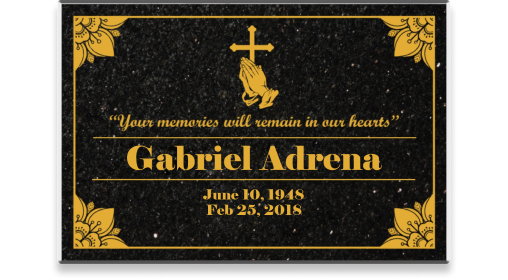 “Your memories will remain in our hearts”
Gabriel Adrena
June 10, 1948
Feb 25, 2018